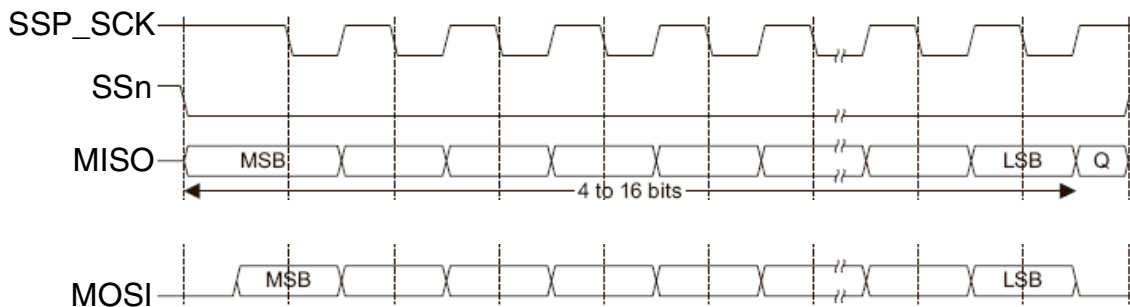 SSP_SCK
SSn
MISO MSB LSB Q
4 to 16 bits
MOSI MSB LSB